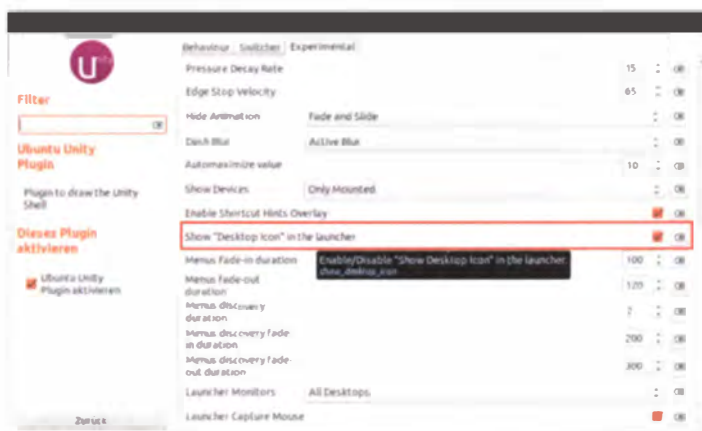 Behaviour Switcher Experimental
Unity
Pressure Decay Rate 15
Edge Stop Velocity 65
Filter
Hide Animation Fade and Slide
Dash Blur Active Blur
Ubuntu Unity
Plugin
Automaximize value 10
Plugin to draw the Unity
Shell
Show Devices Only Mounted
Enable Shortcut Hints Overlay
Dieses Plugin
aktivieren
Show "Desktop Icon" in the launcher
Menus Fade-in duration 100
Enable/Disable "Show Desktop Icon" in the launcher
show_desktop_icon
Ubuntu Unity
Plugin aktivieren
Menus fade-out
duration 120
Menus discovery
duration 2
Menus discovery fade-
in duration 200
Menus discovery fade-
out duration 300
Launcher Monitors All Desktops
Launcher Capture Mouse
Zurück